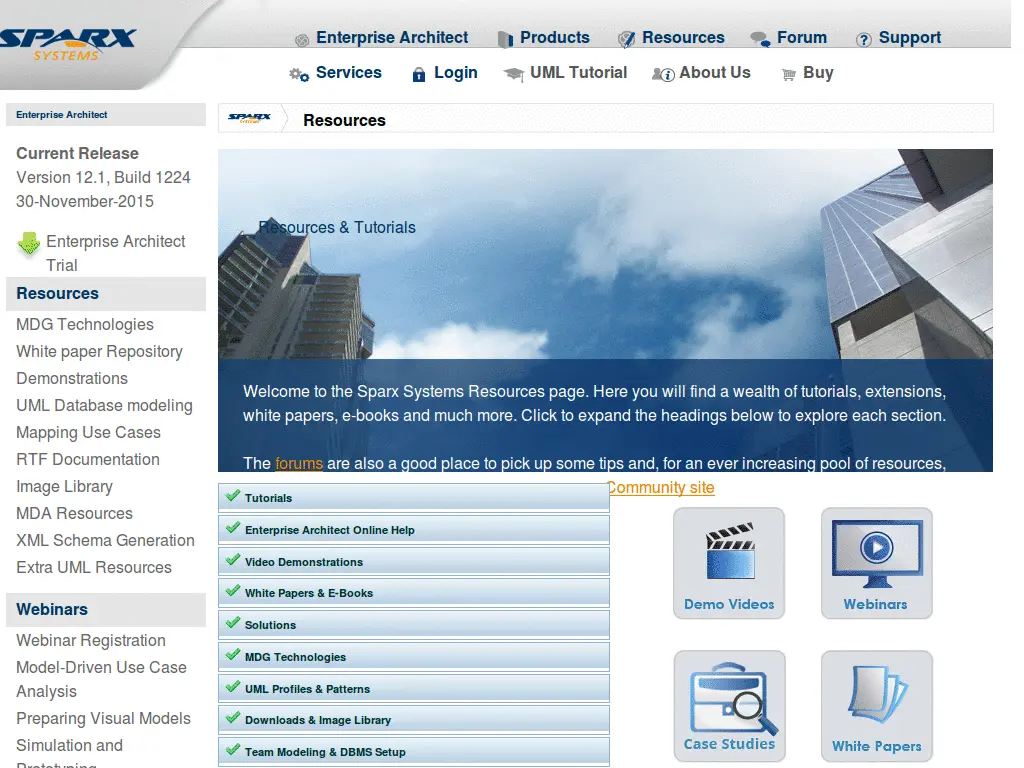 SPARX
SYSTEMS
Enterprise Architect
Products
Resources
Forum
Support
Services
Login
UML Tutorial
About Us
Buy
Enterprise Architect
Current Release
Version 12.1, Build 1224
30-November-2015
Enterprise Architect
Trial
Resources
MDG Technologies
White paper Repository
Demonstrations
UML Database modeling
Mapping Use Cases
RTF Documentation
Image Library
MDA Resources
XML Schema Generation
Extra UML Resources
Webinars
Webinar Registration
Model-Driven Use Case
Analysis
Preparing Visual Models
Simulation and
Prototyping
SPARX
SYSTEMS
Resources
Resources & Tutorials
Welcome to the Sparx Systems Resources page. Here you will find a wealth of tutorials, extensions,
white papers, e-books and much more. Click to expand the headings below to explore each section.
The forums are also a good place to pick up some tips and, for an ever increasing pool of resources,
Community site
Tutorials
Enterprise Architect Online Help
Video Demonstrations
White Papers & E-Books
Solutions
MDG Technologies
UML Profiles & Patterns
Downloads & Image Library
Team Modeling & DBMS Setup
Demo Videos
Webinars
Case Studies
White Papers